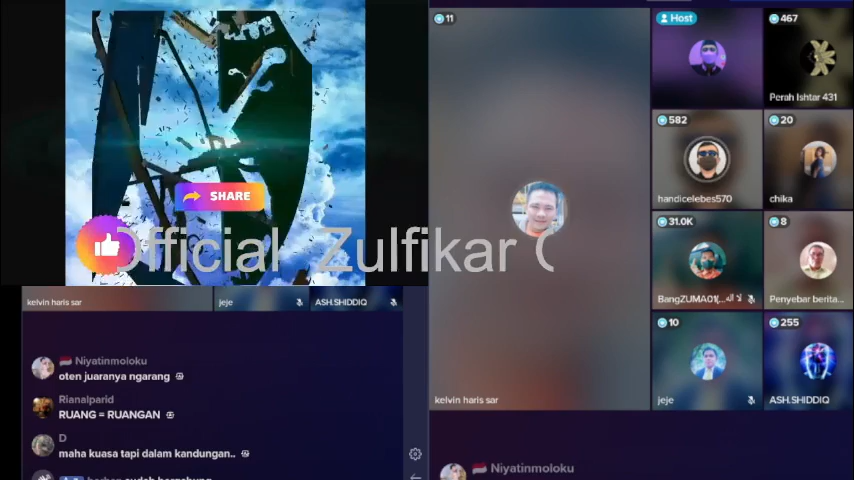 SHARE
Official Zulfikar
kelvin haris sar
jeje
ASH.SHIDDIQ
Niyatinmoloku
oten juaranya ngarang
Rianalparid
RUANG = RUANGAN
D
maha kuasa tapi dalam kandungan..
11
kelvin haris sar
Host
467
Perah Ishtar 431
582
handicelebes570
20
chika
31.0K
BangZUMA01(...لا اله
8
Penyebar berita...
10
jeje
255
ASH.SHIDDIQ
Niyatinmoloku